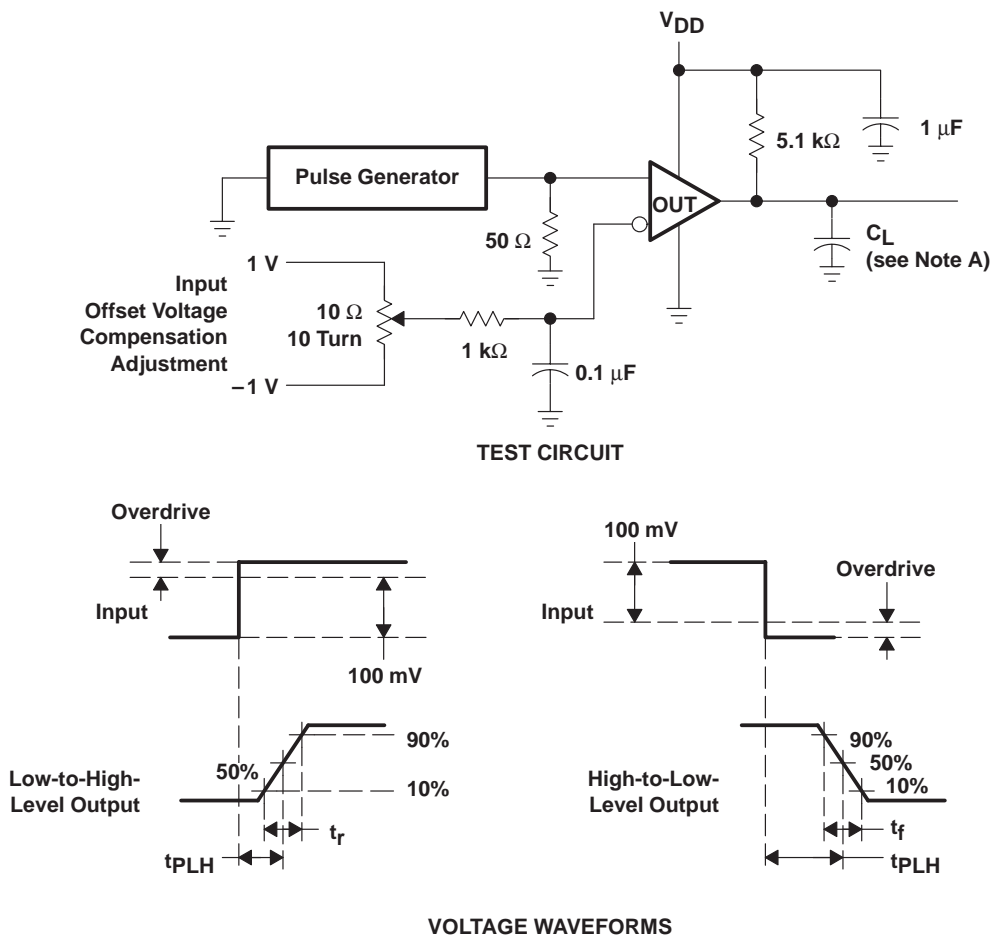 VDD
5.1 kΩ
1 μF
Pulse Generator
OUT
50 Ω
CL
(see Note A)
1 V
Input
Offset Voltage
Compensation
Adjustment
10 Ω
10 Turn
1 kΩ
0.1 μF
−1 V
TEST CIRCUIT
Overdrive
Input
100 mV
100 mV
Overdrive
Input
Low-to-High-
Level Output
50%
90%
10%
tr
tPLH
High-to-Low-
Level Output
90%
50%
10%
tf
tPLH
VOLTAGE WAVEFORMS